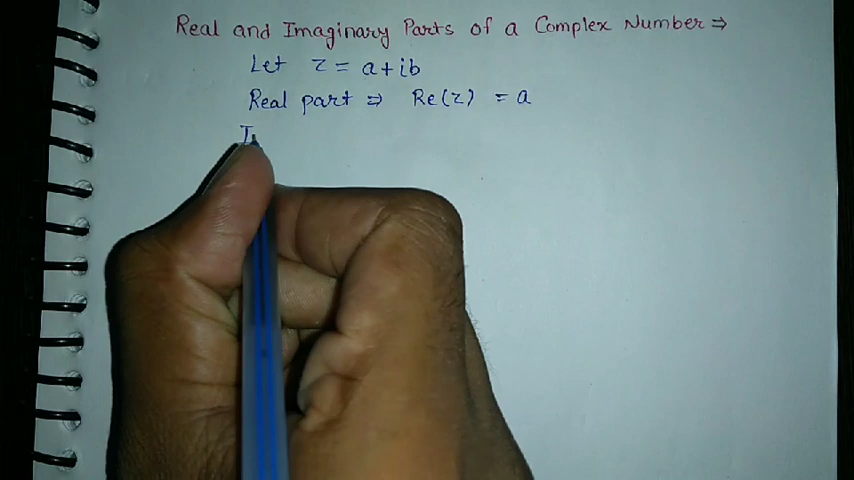 Real and Imaginary Parts of a Complex Number ⇒
Let z = a+ib
Real part ⇒ Re(z) = a
I